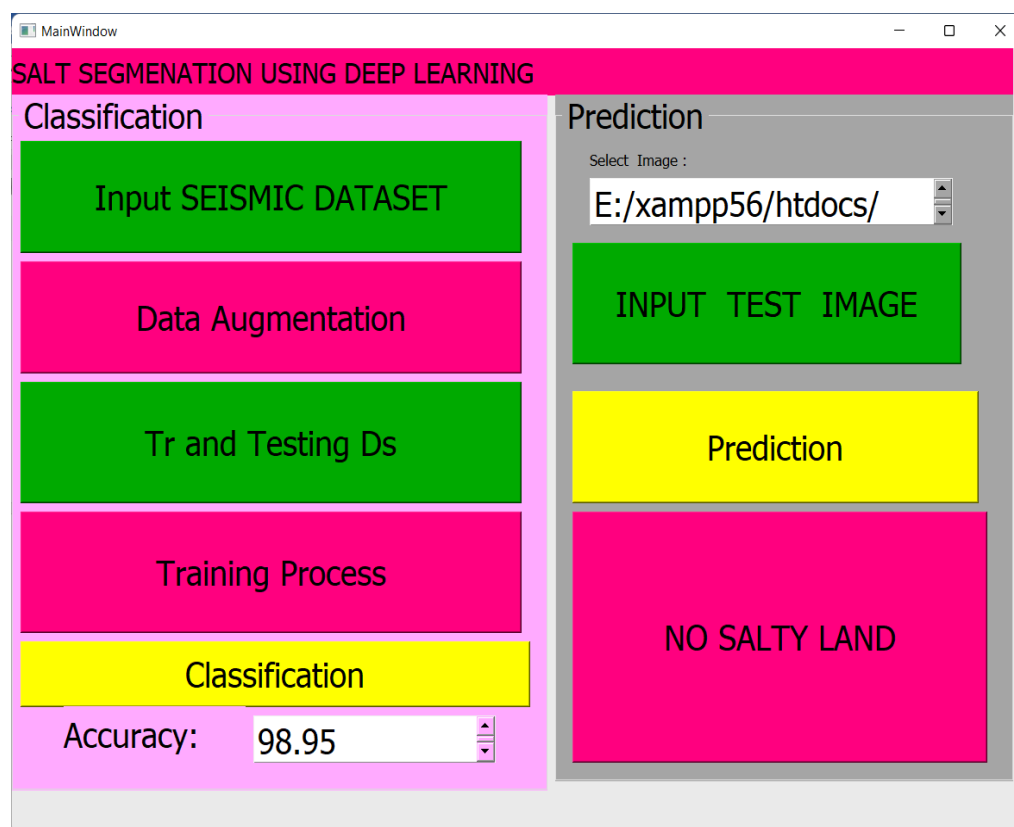 MainWindow
SALT SEGMENATION USING DEEP LEARNING
Classification
Input SEISMIC DATASET
Data Augmentation
Tr and Testing Ds
Training Process
Classification
Accuracy:
98.95
Prediction
Select Image :
E:/xampp56/htdocs/
INPUT TEST IMAGE
Prediction
NO SALTY LAND